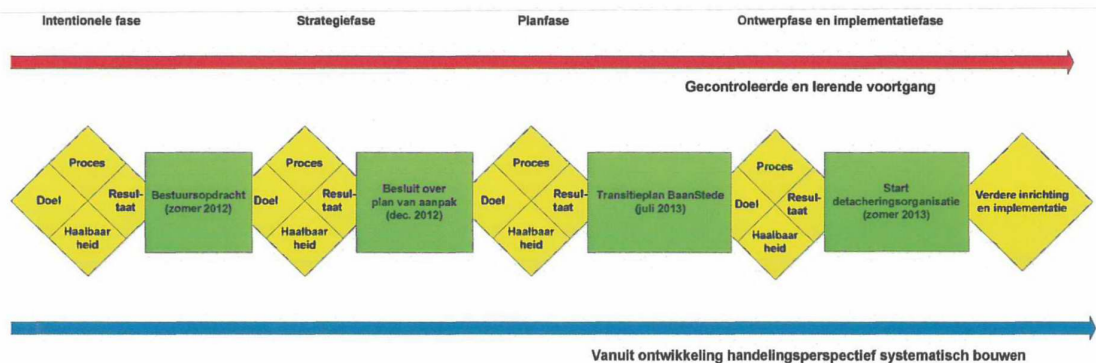 Intentionele fase
Strategiefase
Planfase
Ontwerpfase en implementatiefase
Gecontroleerde en lerende voortgang
Proces
Doel
Resul-
taat
Haalbaar
heid
Bestuursopdracht
(zomer 2012)
Proces
Doel
Resul-
taat
Haalbaar
heid
Besluit over
plan van aanpak
(dec. 2012)
Proces
Doel
Resul-
taat
Haalbaar
heid
Transitieplan BaanStede
(juli 2013)
Proces
Doel
Resul-
taat
Haalbaar
heid
Start
detacheringsorganisatie
(zomer 2013)
Verdere inrichting
en implementatie
Vanuit ontwikkeling handelingsperspectief systematisch bouwen